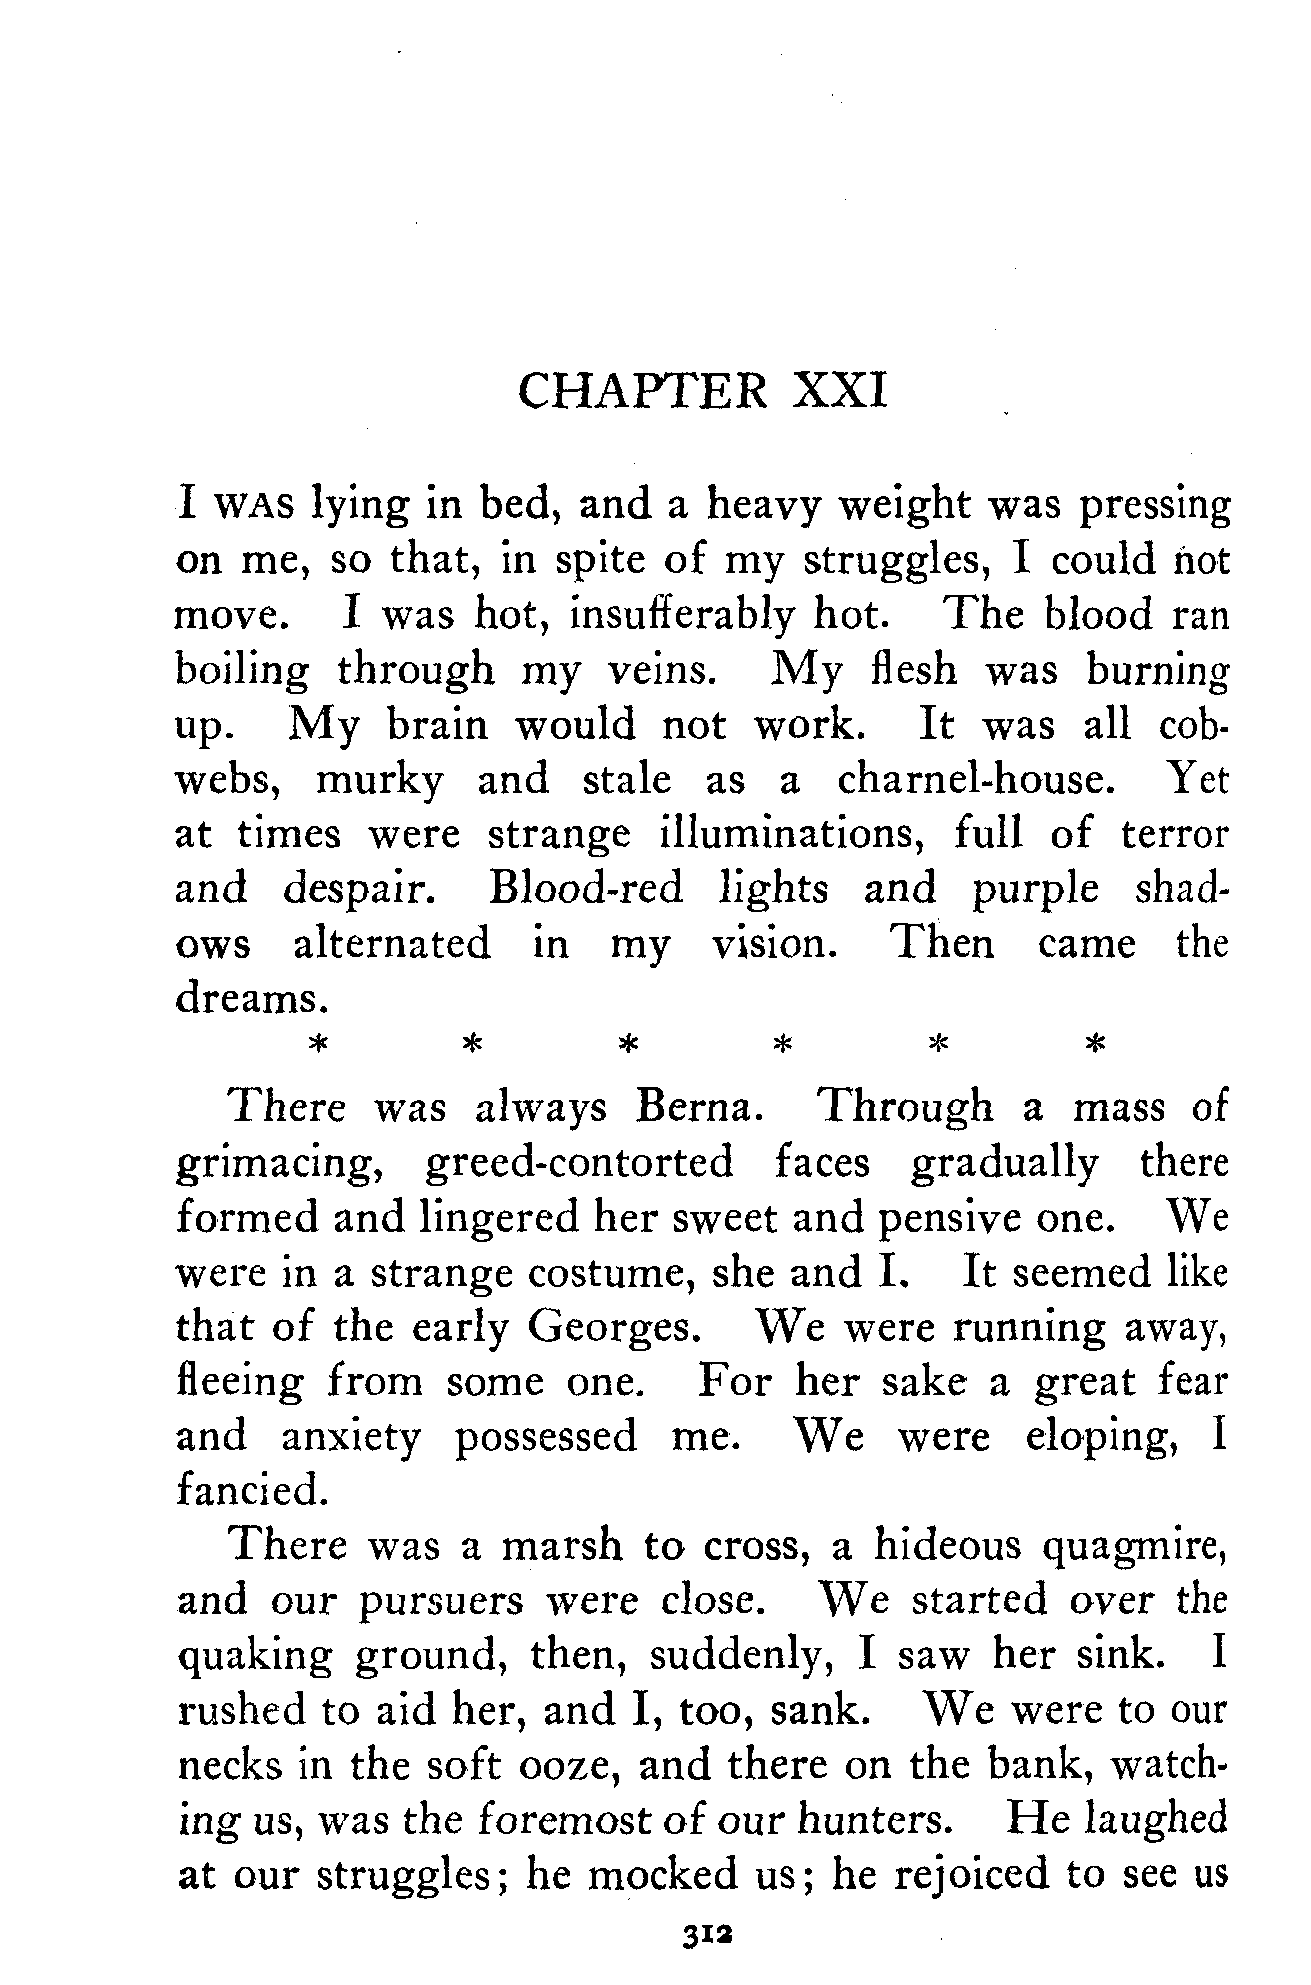 CHAPTER XXI
I WAS lying in bed, and a heavy weight was pressing
on me, so that, in spite of my struggles, I could not
move. I was hot, insufferably hot. The blood ran
boiling through my veins. My flesh was burning
up. My brain would not work. It was all cob-
webs, murky and stale as a charnel-house. Yet
at times were strange illuminations, full of terror
and despair. Blood-red lights and purple shad-
ows alternated in my vision. Then came the
dreams.
* * * * * *
There was always Berna. Through a mass of
grimacing, greed-contorted faces gradually there
formed and lingered her sweet and pensive one. We
were in a strange costume, she and I. It seemed like
that of the early Georges. We were running away,
fleeing from some one. For her sake a great fear
and anxiety possessed me. We were eloping, I
fancied.
There was a marsh to cross, a hideous quagmire,
and our pursuers were close. We started over the
quaking ground, then, suddenly, I saw her sink. I
rushed to aid her, and I, too, sank. We were to our
necks in the soft ooze, and there on the bank, watch-
ing us, was the foremost of our hunters. He laughed
at our struggles; he mocked us; he rejoiced to see us
312